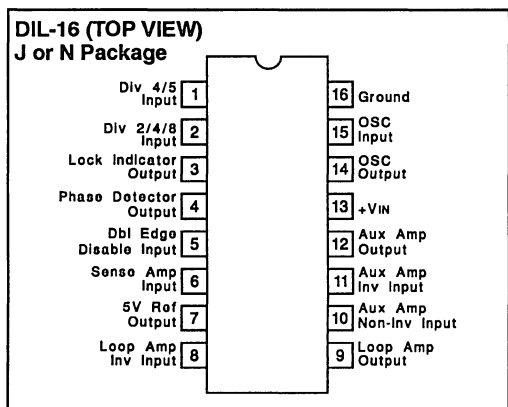 DIL-16 (TOP VIEW)
J or N Package
Div 4/5
Input 1
Div 2/4/8
Input 2
Lock Indicator
Output 3
Phase Detector
Output 4
Dbl Edge
Disable Input 5
Sense Amp
Input 6
5V Ref
Output 7
Loop Amp
Inv Input 8
16 Ground
OSC
15 Input
OSC
14 Output
13 +VIN
Aux Amp
12 Output
Aux Amp
11 Inv Input
Aux Amp
10 Non-Inv Input
Loop Amp
9 Output